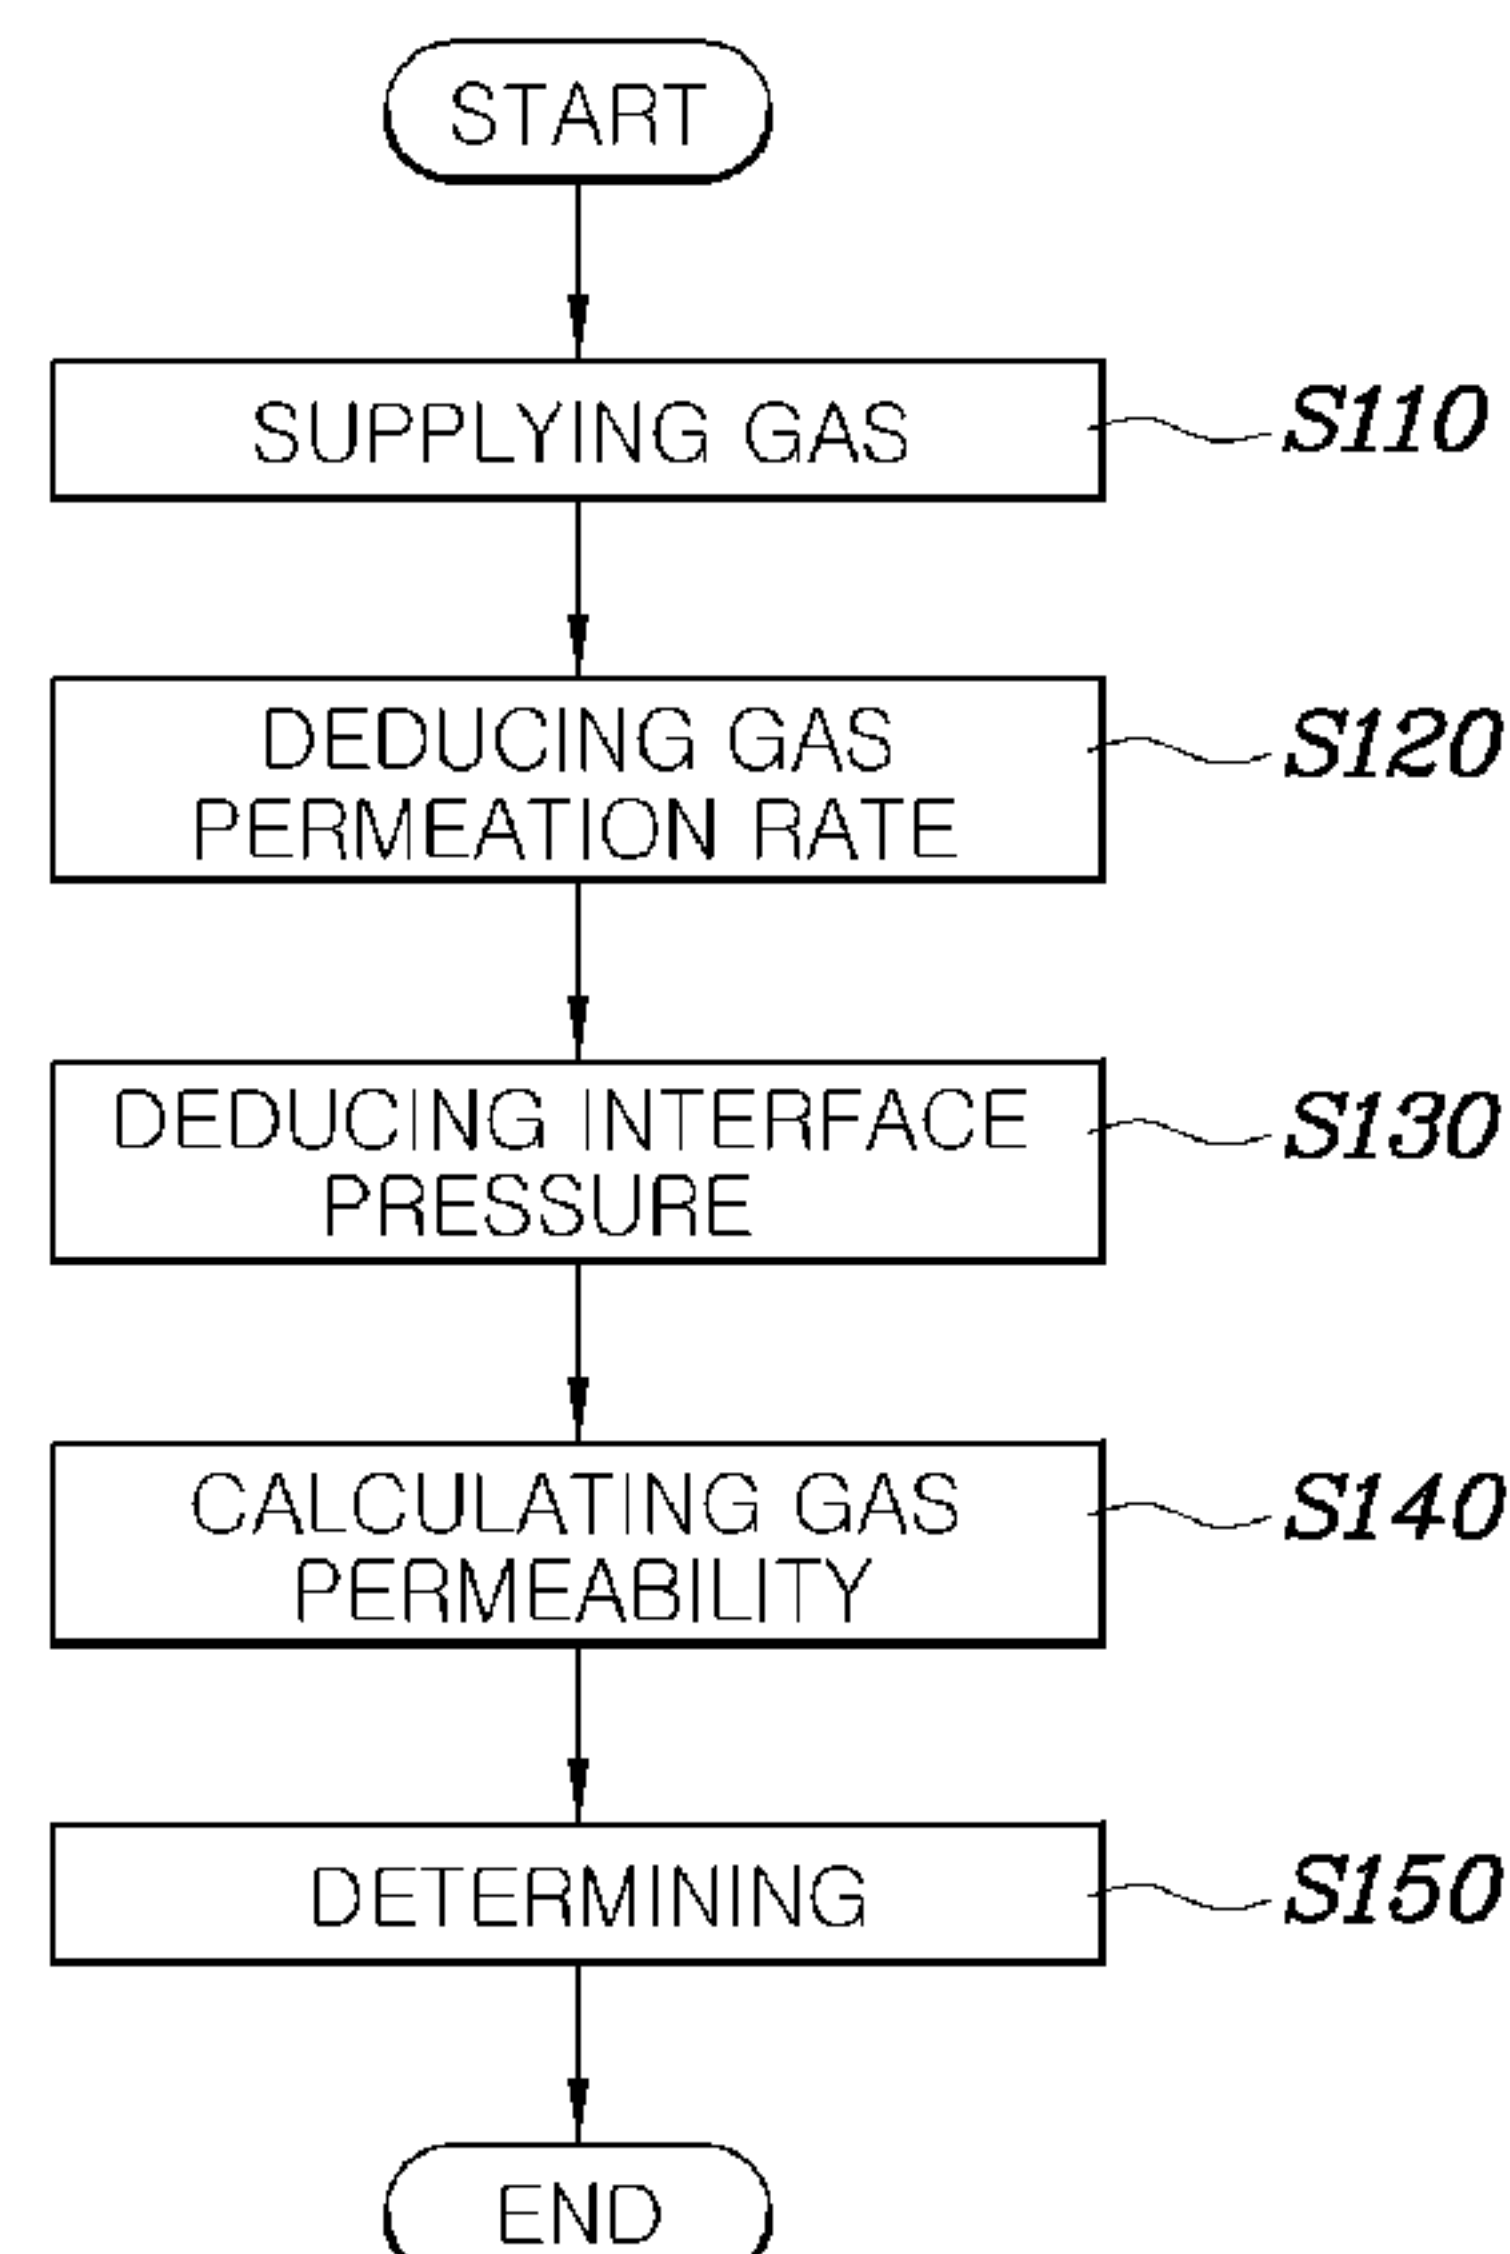 START
SUPPLYING GAS
S110
DEDUCING GAS
PERMEATION RATE
S120
DEDUCING INTERFACE
PRESSURE
S130
CALCULATING GAS
PERMEABILITY
S140
DETERMINING
S150
END